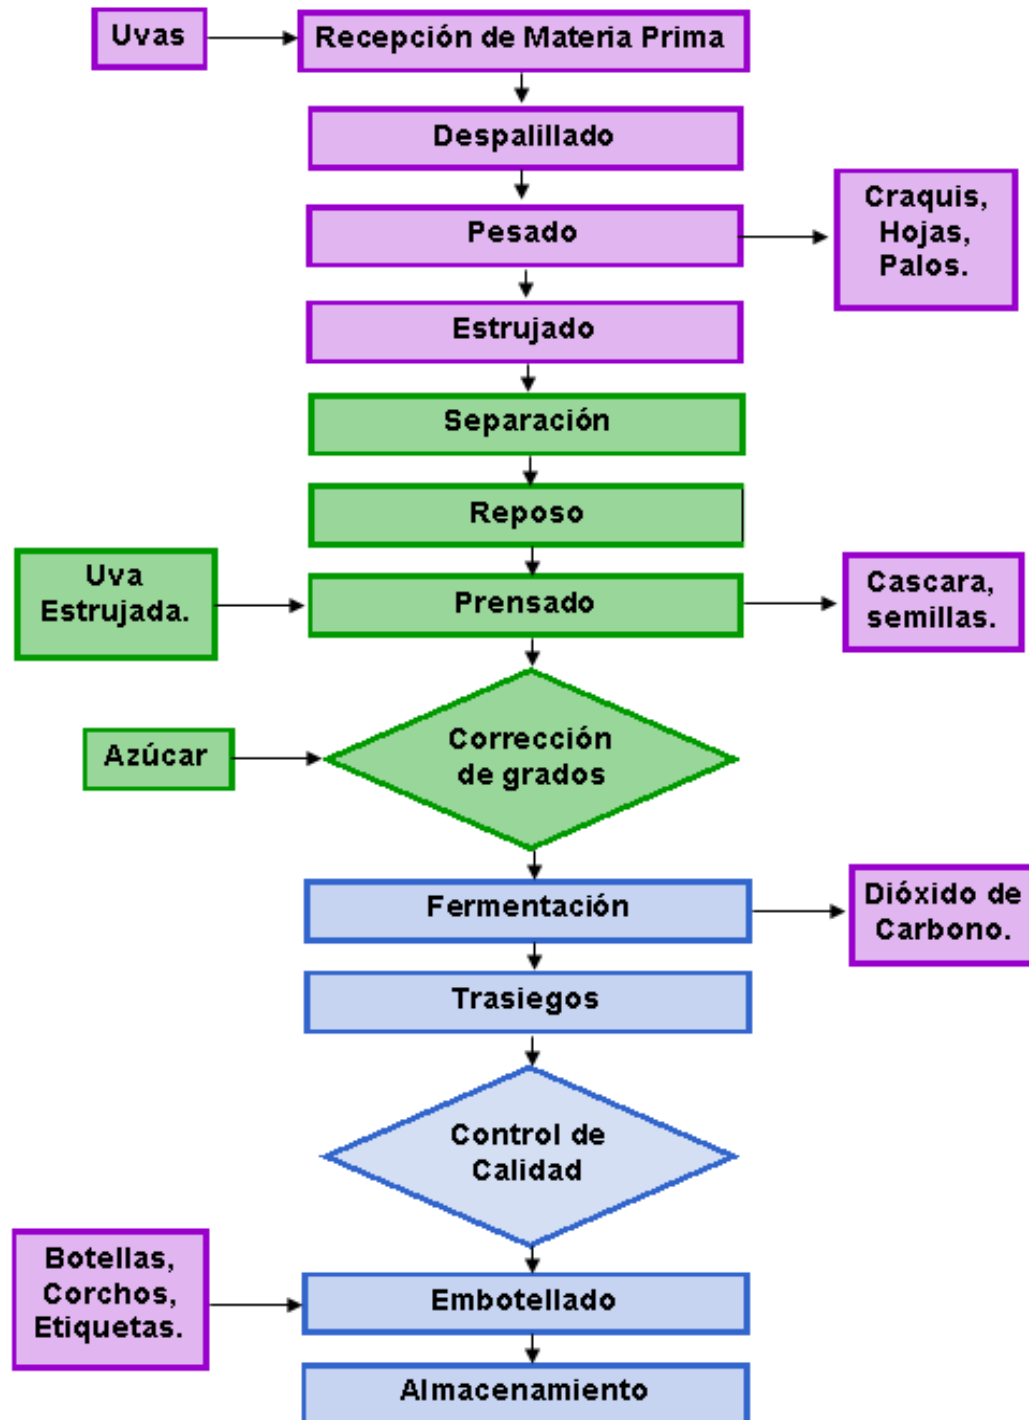 Uvas
Recepción de Materia Prima
Despalillado
Pesado
Craquis,
Hojas,
Palos.
Estrujado
Separación
Reposo
Uva
Estrujada.
Prensado
Cascara,
semillas.
Azúcar
Corrección
de grados
Fermentación
Dióxido de
Carbono.
Trasiegos
Control de
Calidad
Botellas,
Corchos,
Etiquetas.
Embotellado
Almacenamiento